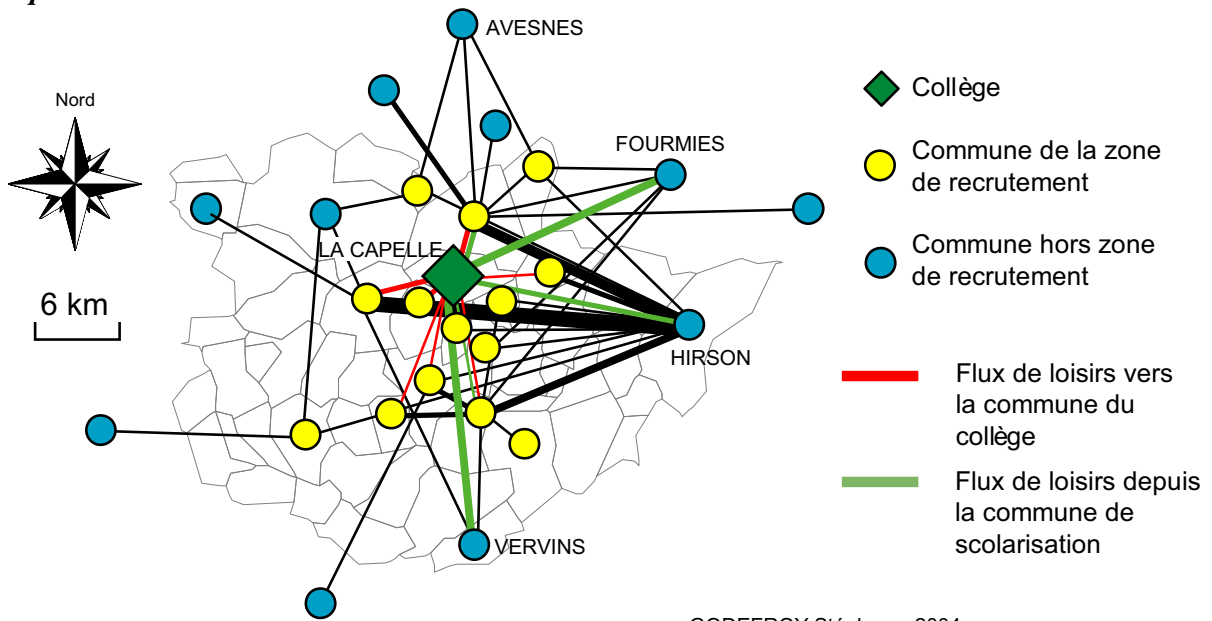 AVESNES
Nord
FOURMIES
LA CAPELLE
6 km
HIRSON
VERVINS
Collège
Commune de la zone
de recrutement
Commune hors zone
de recrutement
Flux de loisirs vers
la commune du
collège
Flux de loisirs depuis
la commune de
scolarisation